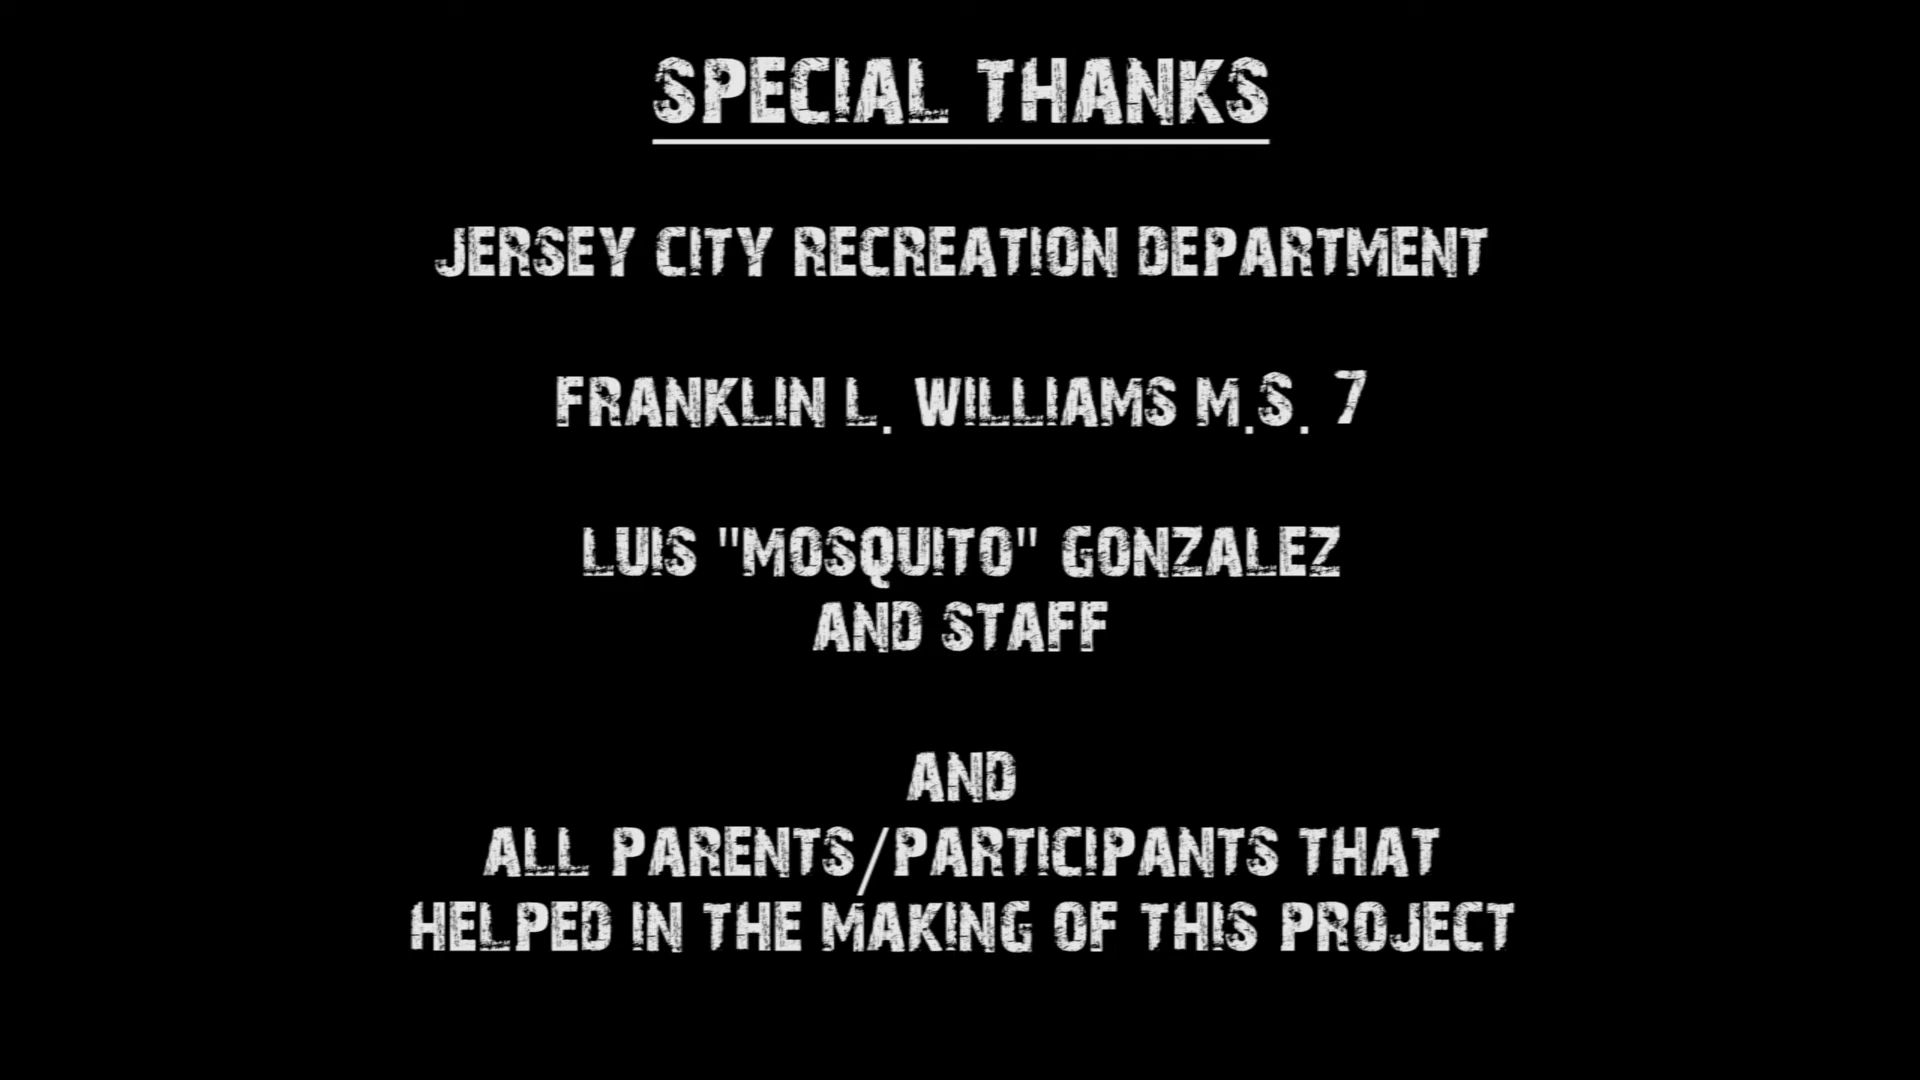 SPECIAL THANKS
JERSEY CITY RECREATION DEPARTMENT
FRANKLIN L. WILLIAMS M.S. 7
LUIS "MOSQUITO" GONZALEZ
AND STAFF
AND
ALL PARENTS/PARTICIPANTS THAT
HELPED IN THE MAKING OF THIS PROJECT